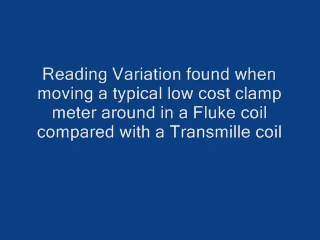 Reading Variation found when
moving a typical low cost clamp
meter around in a Fluke coil
compared with a Transmille coil